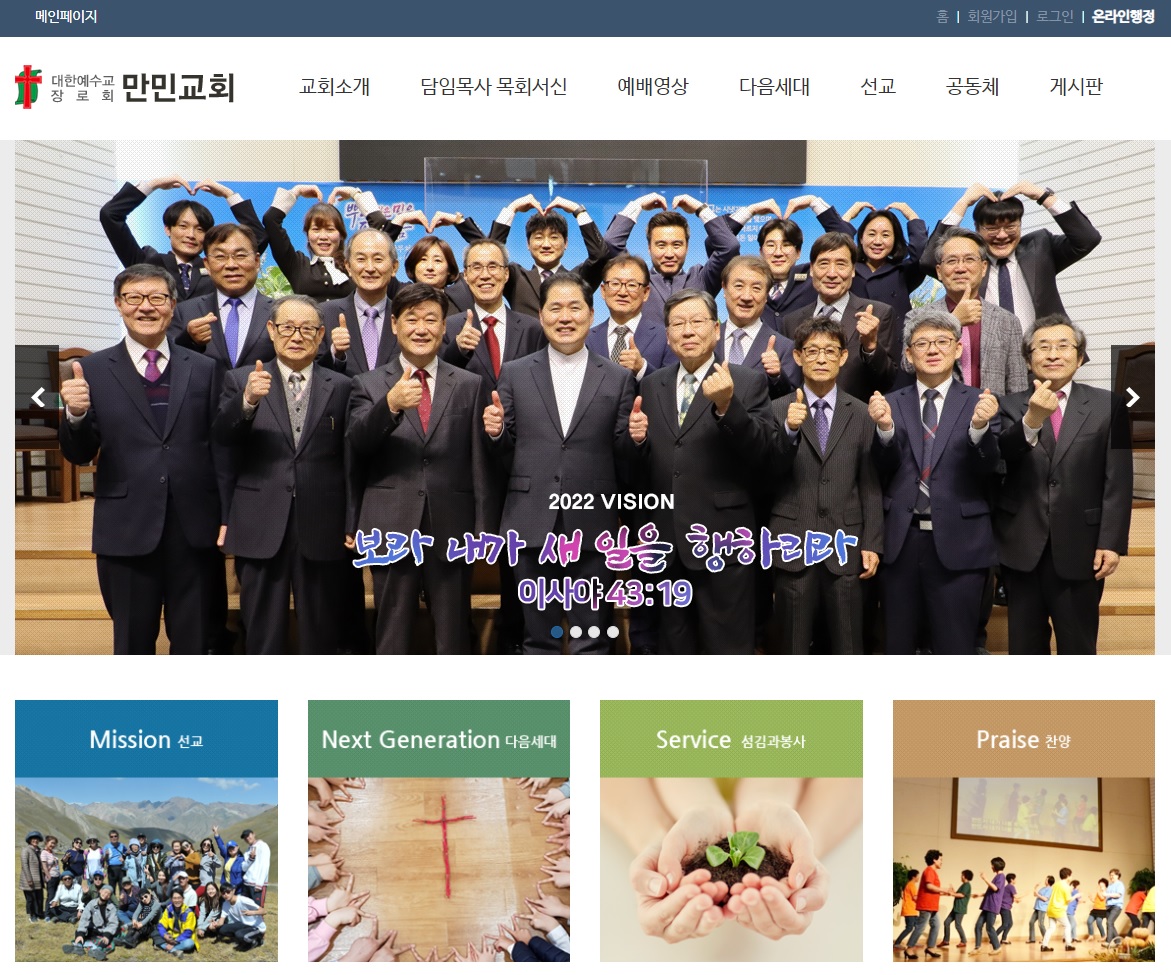 메인페이지
홈 | 회원가입 | 로그인 | 온라인행정
대한예수교
장로회
만민교회
교회소개 담임목사 목회서신 예배영상 다음세대 선교 공동체 게시판
2022 VISION
보라 내가 새 일을 행하리라
이사야 43:19
Mission 선교
Next Generation 다음세대
Service 섬김과봉사
Praise 찬양